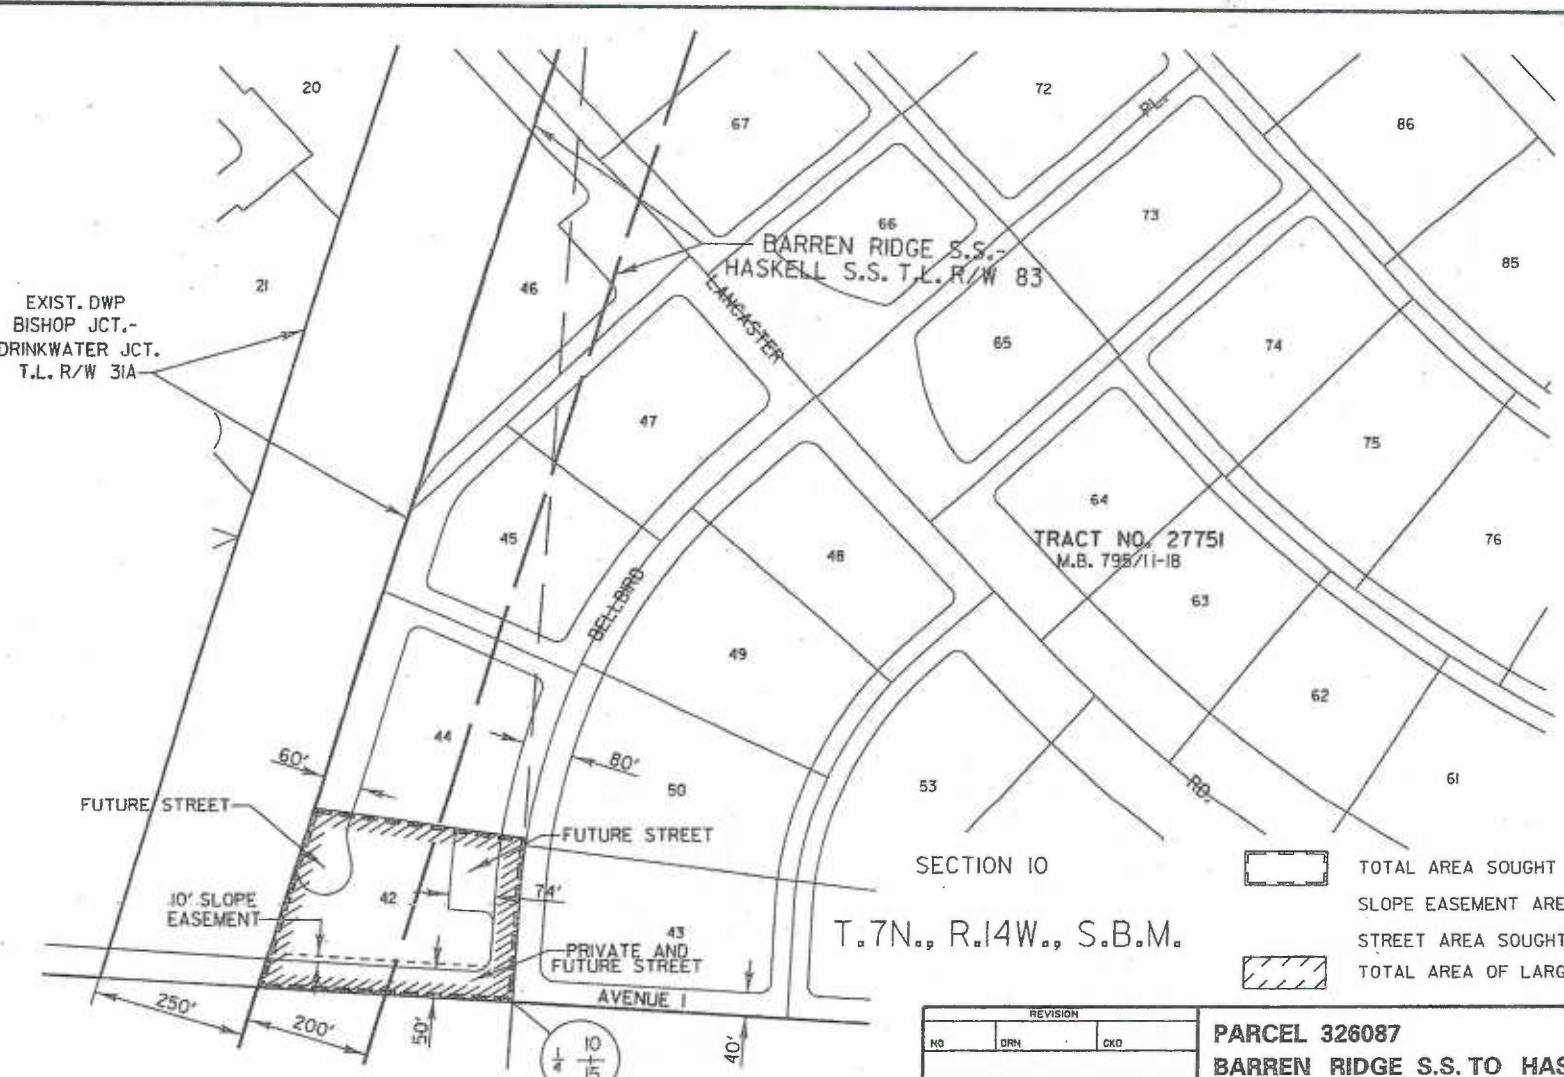 20
67
72
PL.
86
66
73
21
46
BARREN RIDGE S.S.-
HASKELL S.S. T.L. R/W 83
85
EXIST. DWP
BISHOP JCT.-
DRINKWATER JCT.
T.L. R/W 31A
LANCASTER
65
74
47
75
64
45
48
TRACT NO. 27751
M.B. 795/11-18
76
BELLBIRD
63
49
62
44
60'
80'
50
53
RD.
61
FUTURE STREET
FUTURE STREET
SECTION 10
TOTAL AREA SOUGHT
10' SLOPE
EASEMENT
42
74'
SLOPE EASEMENT ARE
43
T.7N., R.14W., S.B.M.
STREET AREA SOUGHT
PRIVATE AND
FUTURE STREET
TOTAL AREA OF LARG
AVENUE I
250'
200'
50'
1/4 10/15
40'
REVISION
NO DRN CKD
PARCEL 326087
BARREN RIDGE S.S. TO HAS